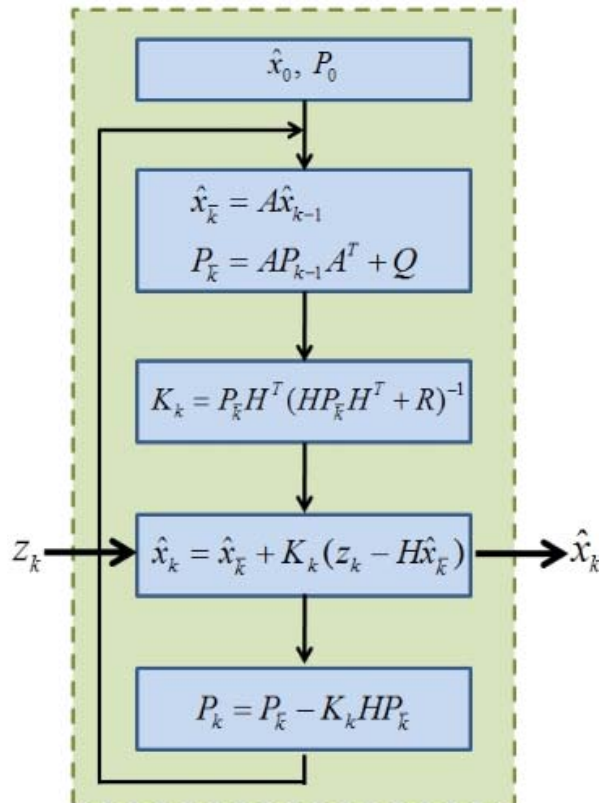 x̂₀, P₀
x̂_k̄ = Ax̂_{k−1}
P_k̄ = AP_{k−1}A^T + Q
K_k = P_k̄H^T(HP_k̄H^T + R)^{−1}
z_k
x̂_k = x̂_k̄ + K_k(z_k − Hx̂_k̄)
x̂_k
P_k = P_k̄ − K_kHP_k̄